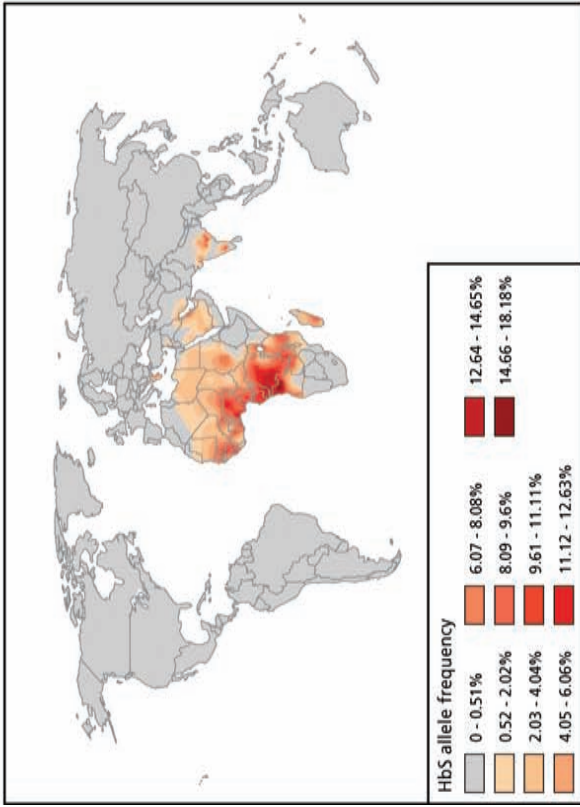 HbS allele frequency
0 - 0.51%
0.52 - 2.02%
2.03 - 4.04%
4.05 - 6.06%
6.07 - 8.08%
8.09 - 9.6%
9.61 - 11.11%
11.12 - 12.63%
12.64 - 14.65%
14.66 - 18.18%